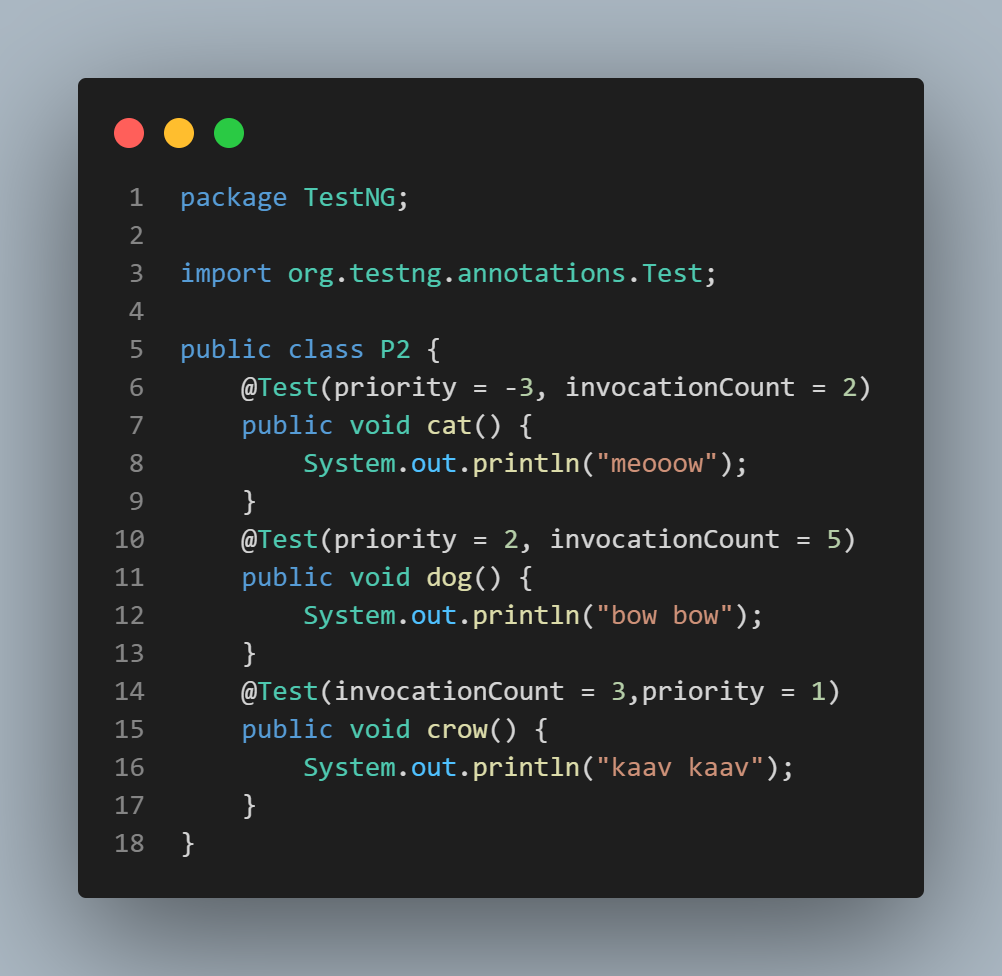 1 package TestNG;
2
3 import org.testng.annotations.Test;
4
5 public class P2 {
6     @Test(priority = -3, invocationCount = 2)
7     public void cat() {
8         System.out.println("meooow");
9     }
10     @Test(priority = 2, invocationCount = 5)
11     public void dog() {
12         System.out.println("bow bow");
13     }
14     @Test(invocationCount = 3,priority = 1)
15     public void crow() {
16         System.out.println("kaav kaav");
17     }
18 }